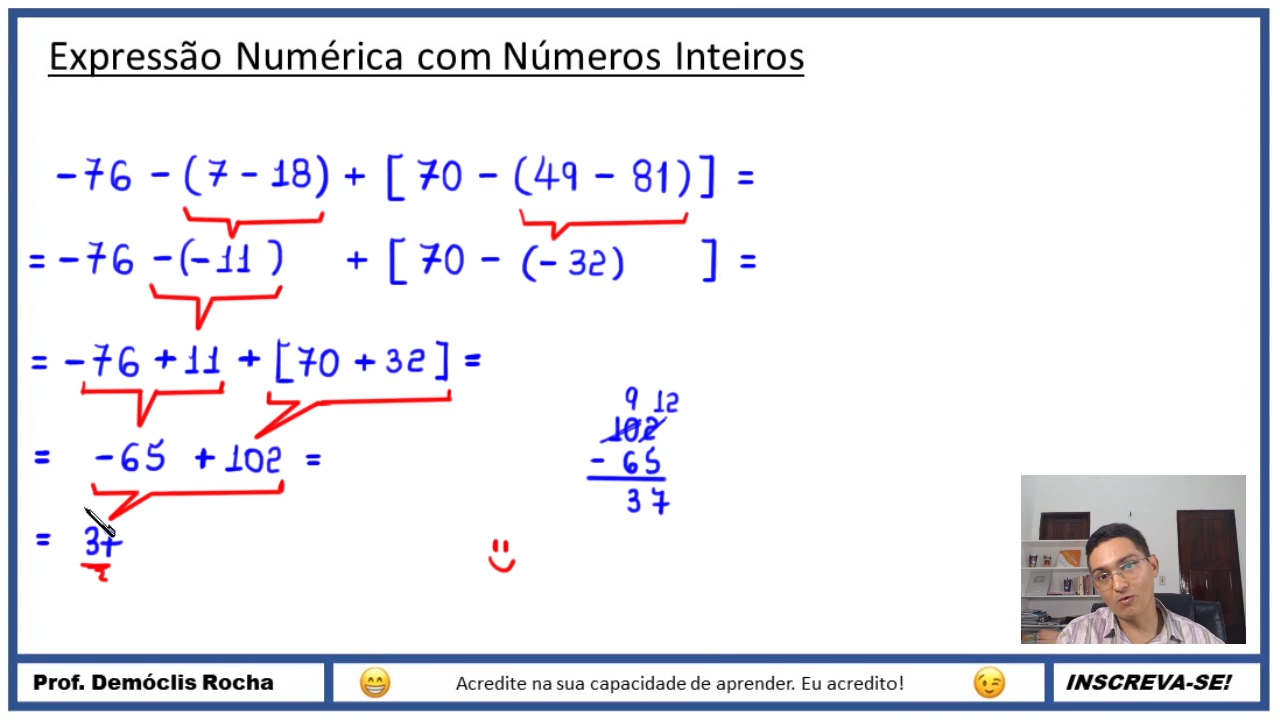 Expressão Numérica com Números Inteiros
-76 - (7 - 18) + [ 70 - (49 - 81) ] =
= -76 - (-11 ) + [ 70 - (- 32) ] =
= -76 + 11 + [70 + 32] =
9 12
102
= -65 + 102 =
- 65
37
= 37
Prof. Demóclis Rocha
Acredite na sua capacidade de aprender. Eu acredito!
INSCREVA-SE!